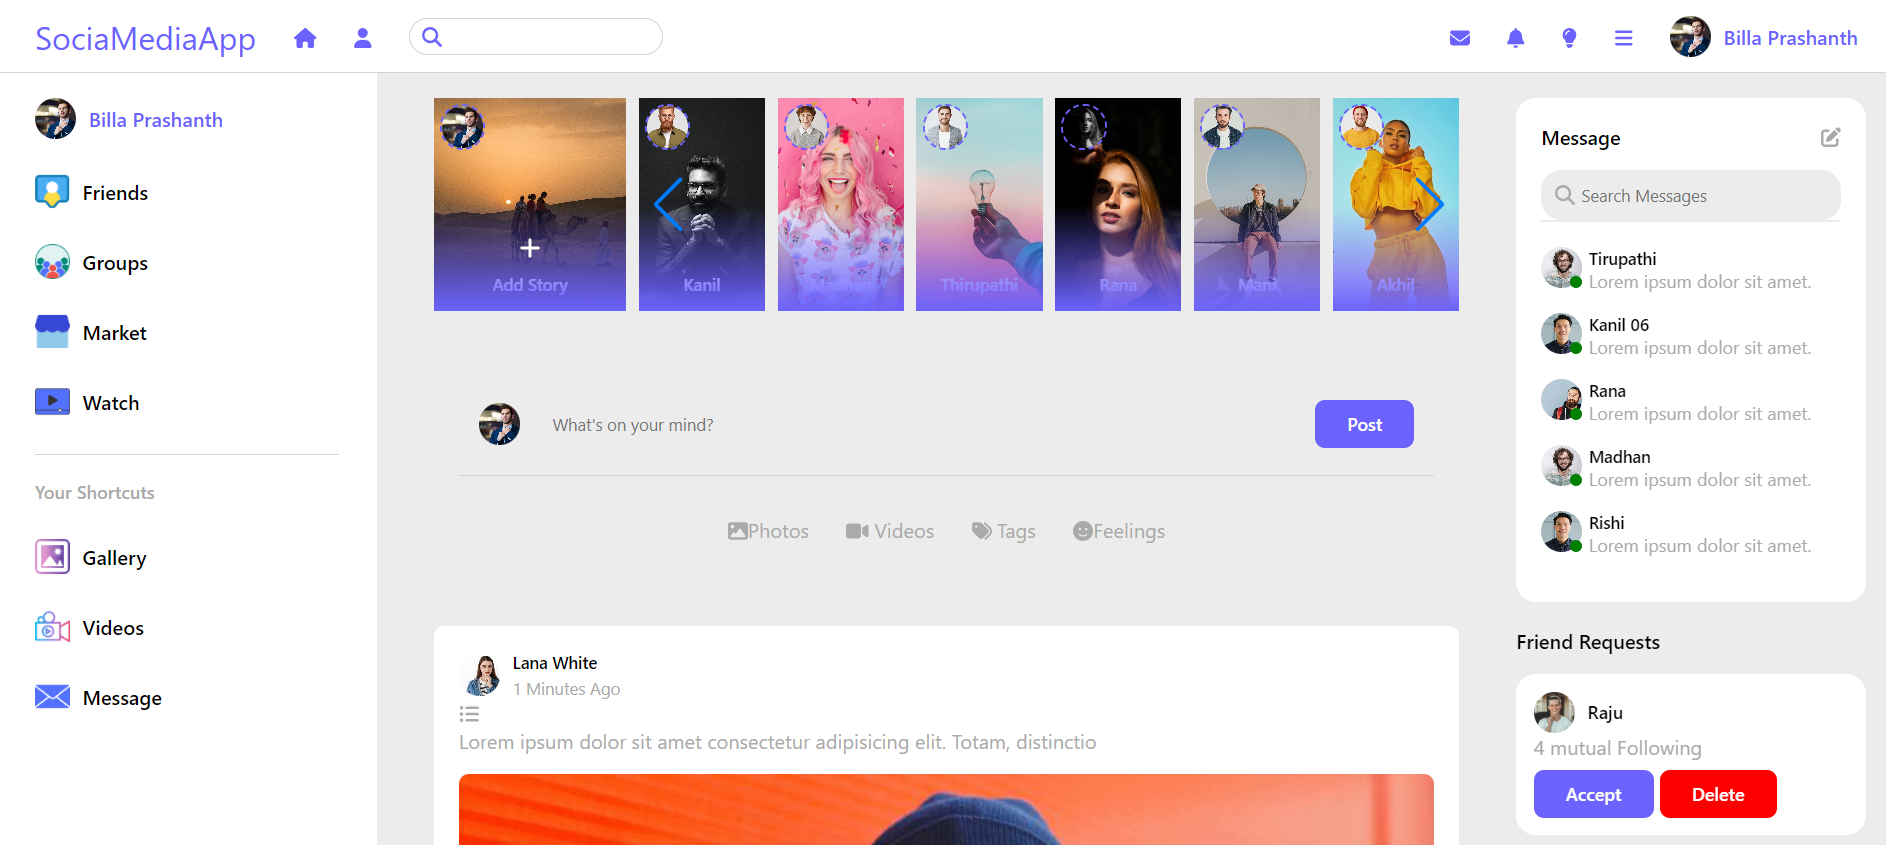 SociaMediaApp
Billa Prashanth
Billa Prashanth
Friends
Groups
Market
Watch
Your Shortcuts
Gallery
Videos
Message
Add Story
Kanil
Madhan
Thirupathi
Rana
Mani
Akhil
What's on your mind?
Post
Photos
Videos
Tags
Feelings
Lana White
1 Minutes Ago
Lorem ipsum dolor sit amet consectetur adipisicing elit. Totam, distinctio
Message
Search Messages
Tirupathi
Lorem ipsum dolor sit amet.
Kanil 06
Lorem ipsum dolor sit amet.
Rana
Lorem ipsum dolor sit amet.
Madhan
Lorem ipsum dolor sit amet.
Rishi
Lorem ipsum dolor sit amet.
Friend Requests
Raju
4 mutual Following
Accept
Delete